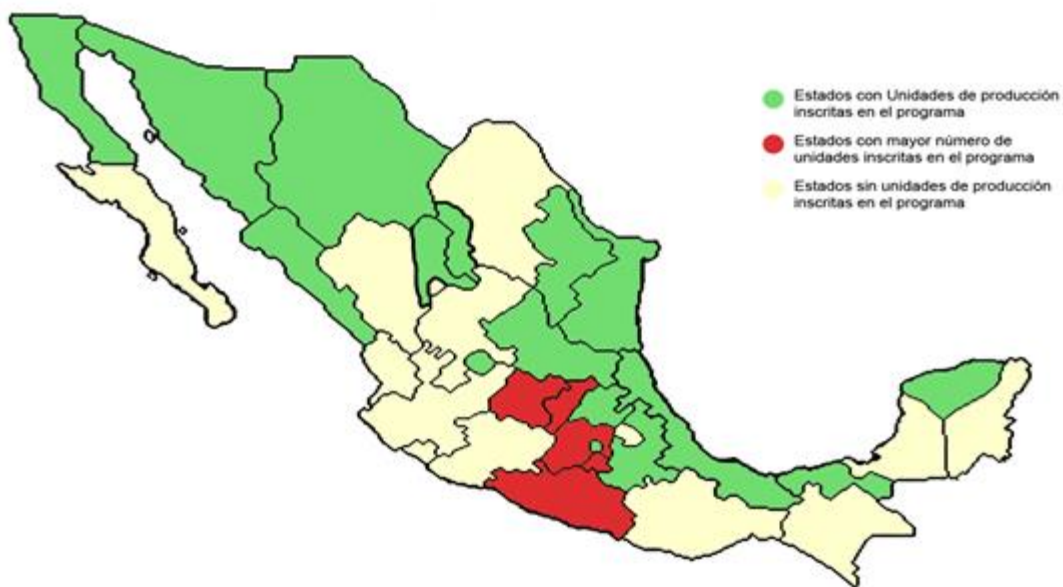 Estados con Unidades de producción
inscritas en el programa
Estados con mayor número de
unidades inscritas en el programa
Estados sin unidades de producción
inscritas en el programa